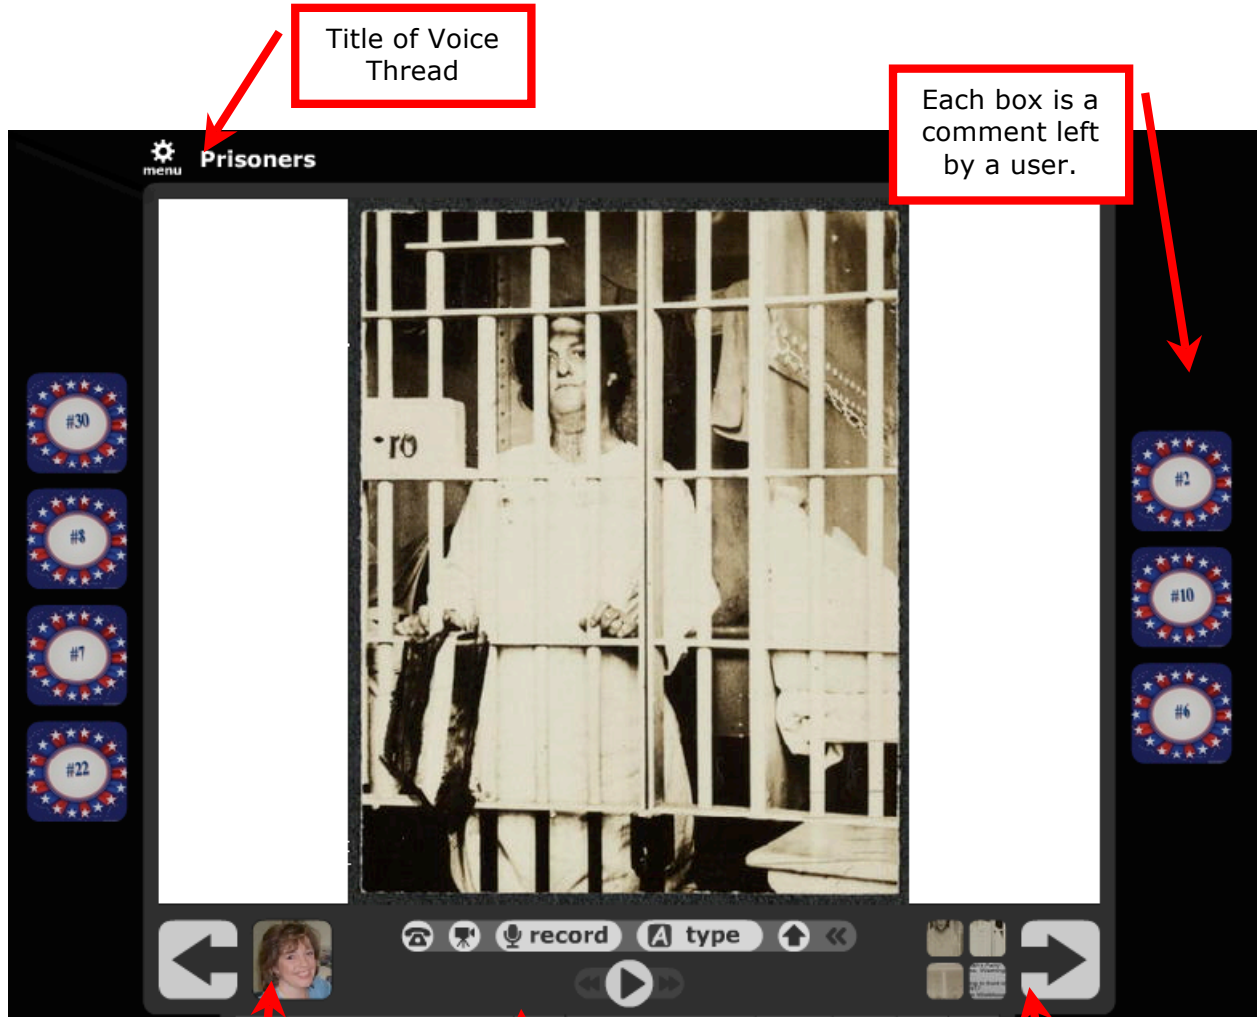 Title of Voice
Thread
Each box is a
comment left
by a user.
menu
Prisoners
#30
#8
#7
#22
-ro
#2
#10
#6
record
A type